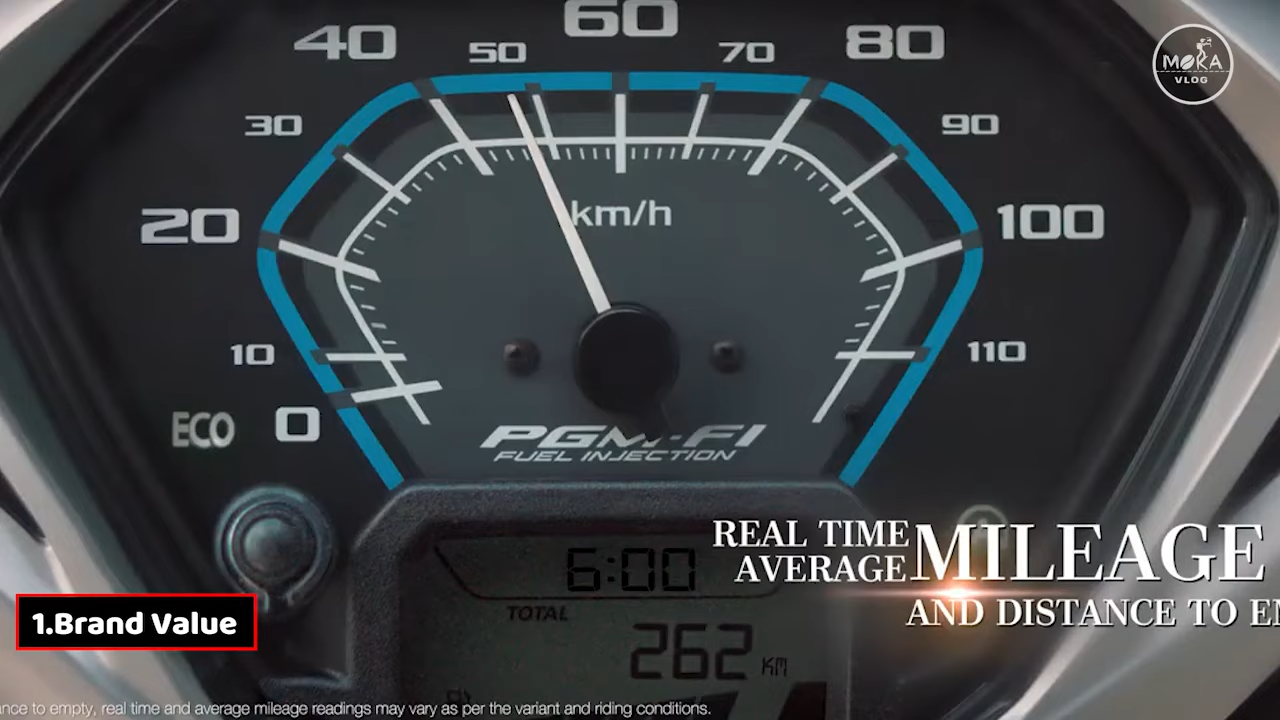 60
40
50
70
80
MOKA
VLOG
30
90
20
km/h
100
10
110
ECO
0
PGM-FI
FUEL INJECTION
REAL TIME
AVERAGE
MILEAGE
6:00
AND DISTANCE TO
TOTAL
1.Brand Value
262 KM
to empty, real time and average mileage readings may vary as per the variant and riding conditions.